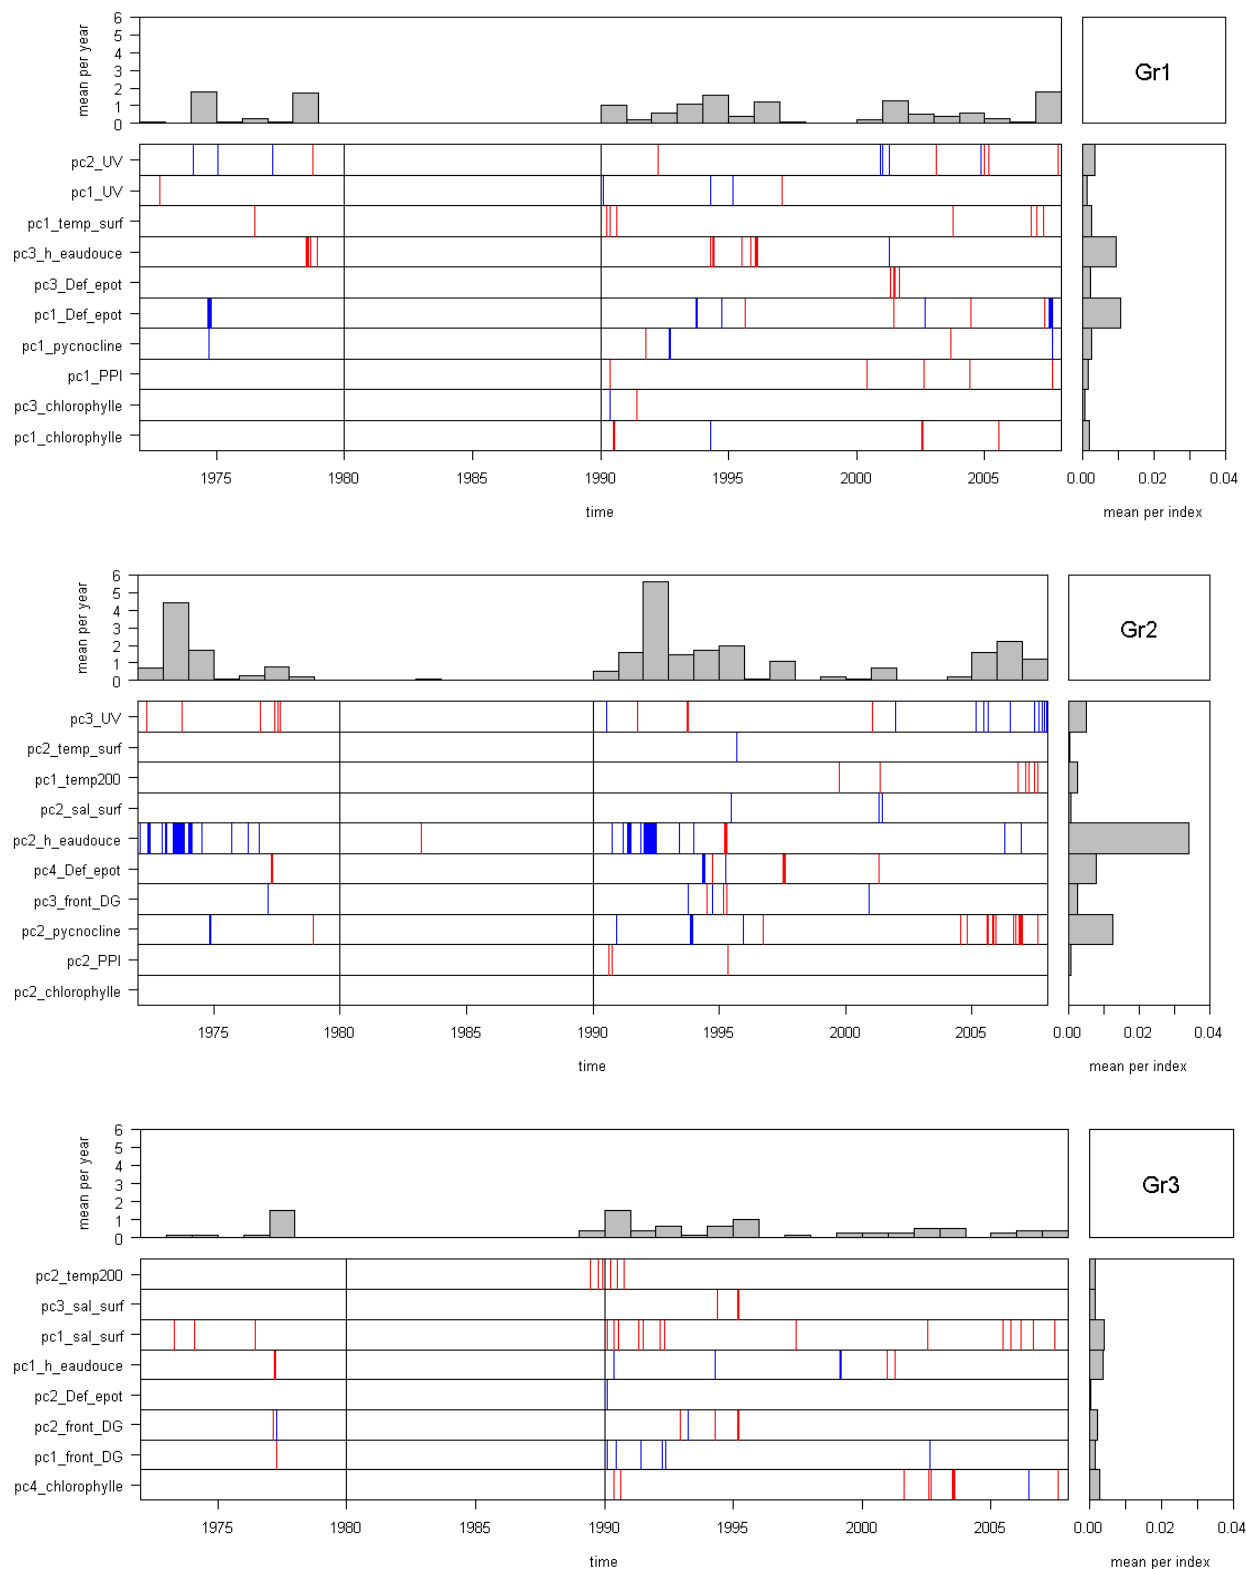 mean per year
6
5
4
3
2
1
0
Gr1
pc2_UV
pc1_UV
pc1_temp_surf
pc3_h_eaudouce
pc3_Def_epot
pc1_Def_epot
pc1_pycnocline
pc1_PPI
pc3_chlorophylle
pc1_chlorophylle
1975 1980 1985 1990 1995 2000 2005
time
0.00 0.02 0.04
mean per index
mean per year
6
5
4
3
2
1
0
Gr2
pc3_UV
pc2_temp_surf
pc1_temp200
pc2_sal_surf
pc2_h_eaudouce
pc4_Def_epot
pc3_front_DG
pc2_pycnocline
pc2_PPI
pc2_chlorophylle
1975 1980 1985 1990 1995 2000 2005
time
0.00 0.02 0.04
mean per index
mean per year
6
5
4
3
2
1
0
Gr3
pc2_temp200
pc3_sal_surf
pc1_sal_surf
pc1_h_eaudouce
pc2_Def_epot
pc2_front_DG
pc1_front_DG
pc4_chlorophylle
1975 1980 1985 1990 1995 2000 2005
time
0.00 0.02 0.04
mean per index